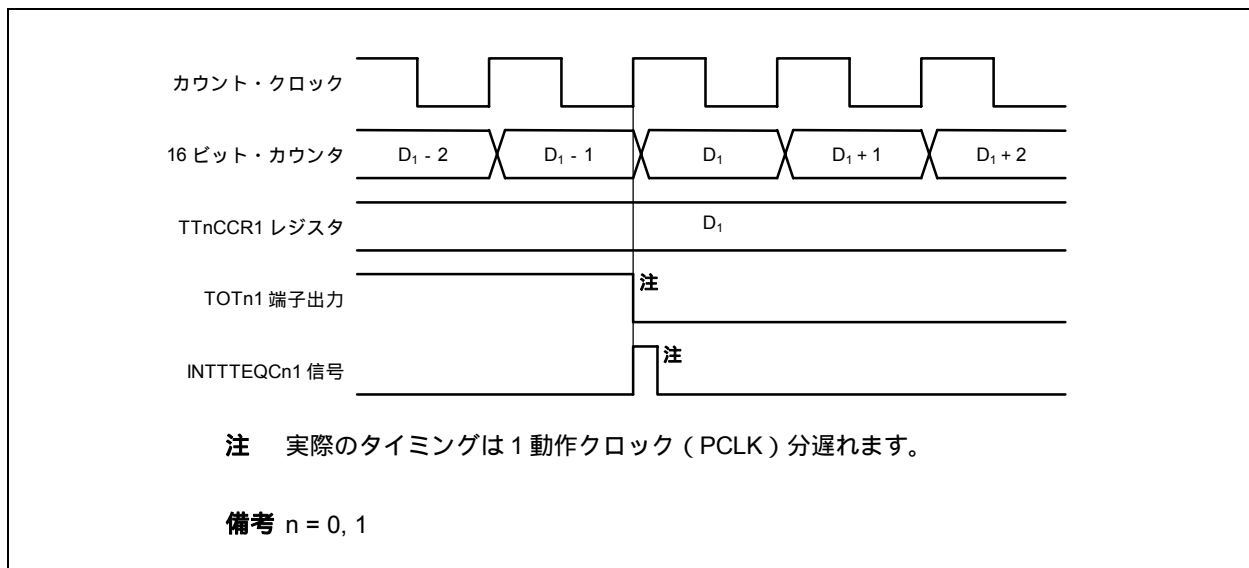 カウント・クロック
16 ビット・カウンタ D₁ - 2 D₁ - 1 D₁ D₁ + 1 D₁ + 2
TTnCCR1 レジスタ D₁
TOTn1 端子出力 注
INTTTEQCn1 信号 注
注 実際のタイミングは 1 動作クロック（PCLK）分遅れます。
備考 n = 0, 1